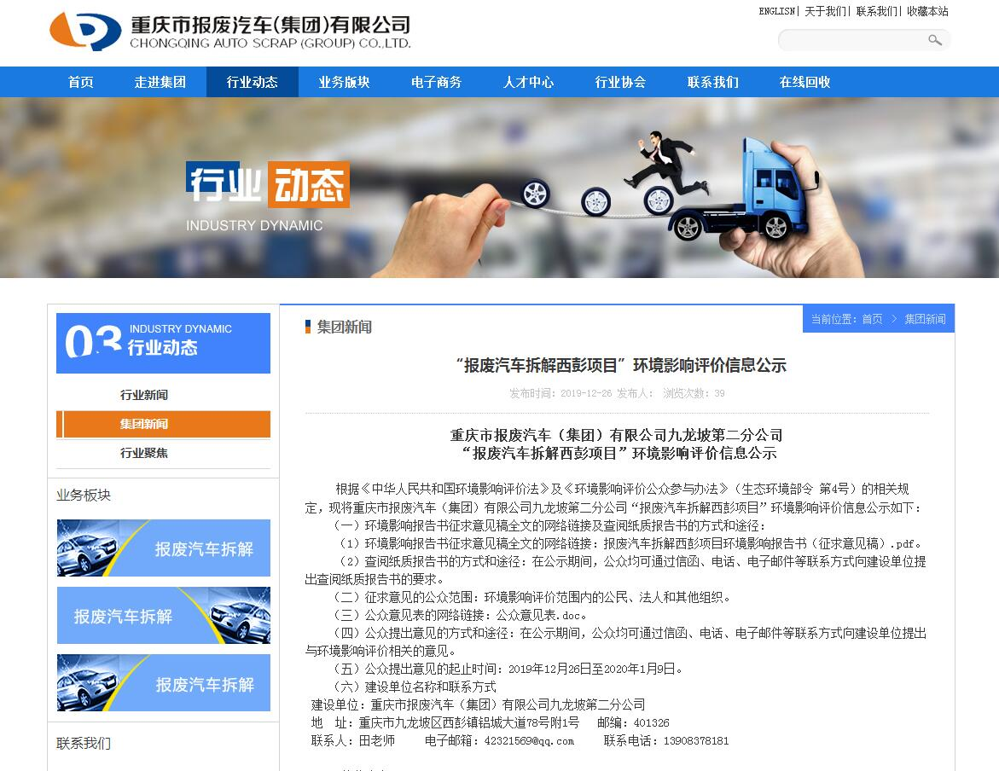 重庆市报废汽车(集团)有限公司
CHONGQING AUTO SCRAP (GROUP) CO.,LTD.
ENGLISN| 天于我们| 联系我们| 收藏本站
首页 走进集团 行业动态 业务版块 电子商务 人才中心 行业协会 联系我们 在线回收
行业 动态
INDUSTRY DYNAMIC
03 INDUSTRY DYNAMIC
行业动态
行业新闻
集团新闻
行业聚焦
业务板块
报废汽车拆解
报废汽车拆解
报废汽车拆解
联系我们
集团新闻
当前位置：首页 > 集团新闻
“报废汽车拆解西彭项目”环境影响评价信息公示
发布时间：2019-12-26 发布人： 浏览次数：39
重庆市报废汽车（集团）有限公司九龙坡第二分公司
“报废汽车拆解西彭项目”环境影响评价信息公示
根据《中华人民共和国环境影响评价法》及《环境影响评价公众参与办法》（生态环境部令 第4号）的相关规
定，现将重庆市报废汽车（集团）有限公司九龙坡第二分公司“报废汽车拆解西彭项目”环境影响评价信息公示如下：
（一）环境影响报告书征求意见稿全文的网络链接及查阅纸质报告书的方式和途径：
（1）环境影响报告书征求意见稿全文的网络链接：报废汽车拆解西彭项目环境影响报告书（征求意见稿）.pdf。
（2）查阅纸质报告书的方式和途径：在公示期间，公众均可通过信函、电话、电子邮件等联系方式向建设单位提
出查阅纸质报告书的要求。
（二）征求意见的公众范围：环境影响评价范围内的公民、法人和其他组织。
（三）公众意见表的网络链接：公众意见表.doc。
（四）公众提出意见的方式和途径：在公示期间，公众均可通过信函、电话、电子邮件等联系方式向建设单位提出
与环境影响评价相关的意见。
（五）公众提出意见的起止时间：2019年12月26日至2020年1月9日。
（六）建设单位名称和联系方式
建设单位：重庆市报废汽车（集团）有限公司九龙坡第二分公司
地 址：重庆市九龙坡区西彭镇铝城大道78号附1号 邮编：401326
联系人：田老师 电子邮箱：42321569@qq.com 联系电话：13908378181